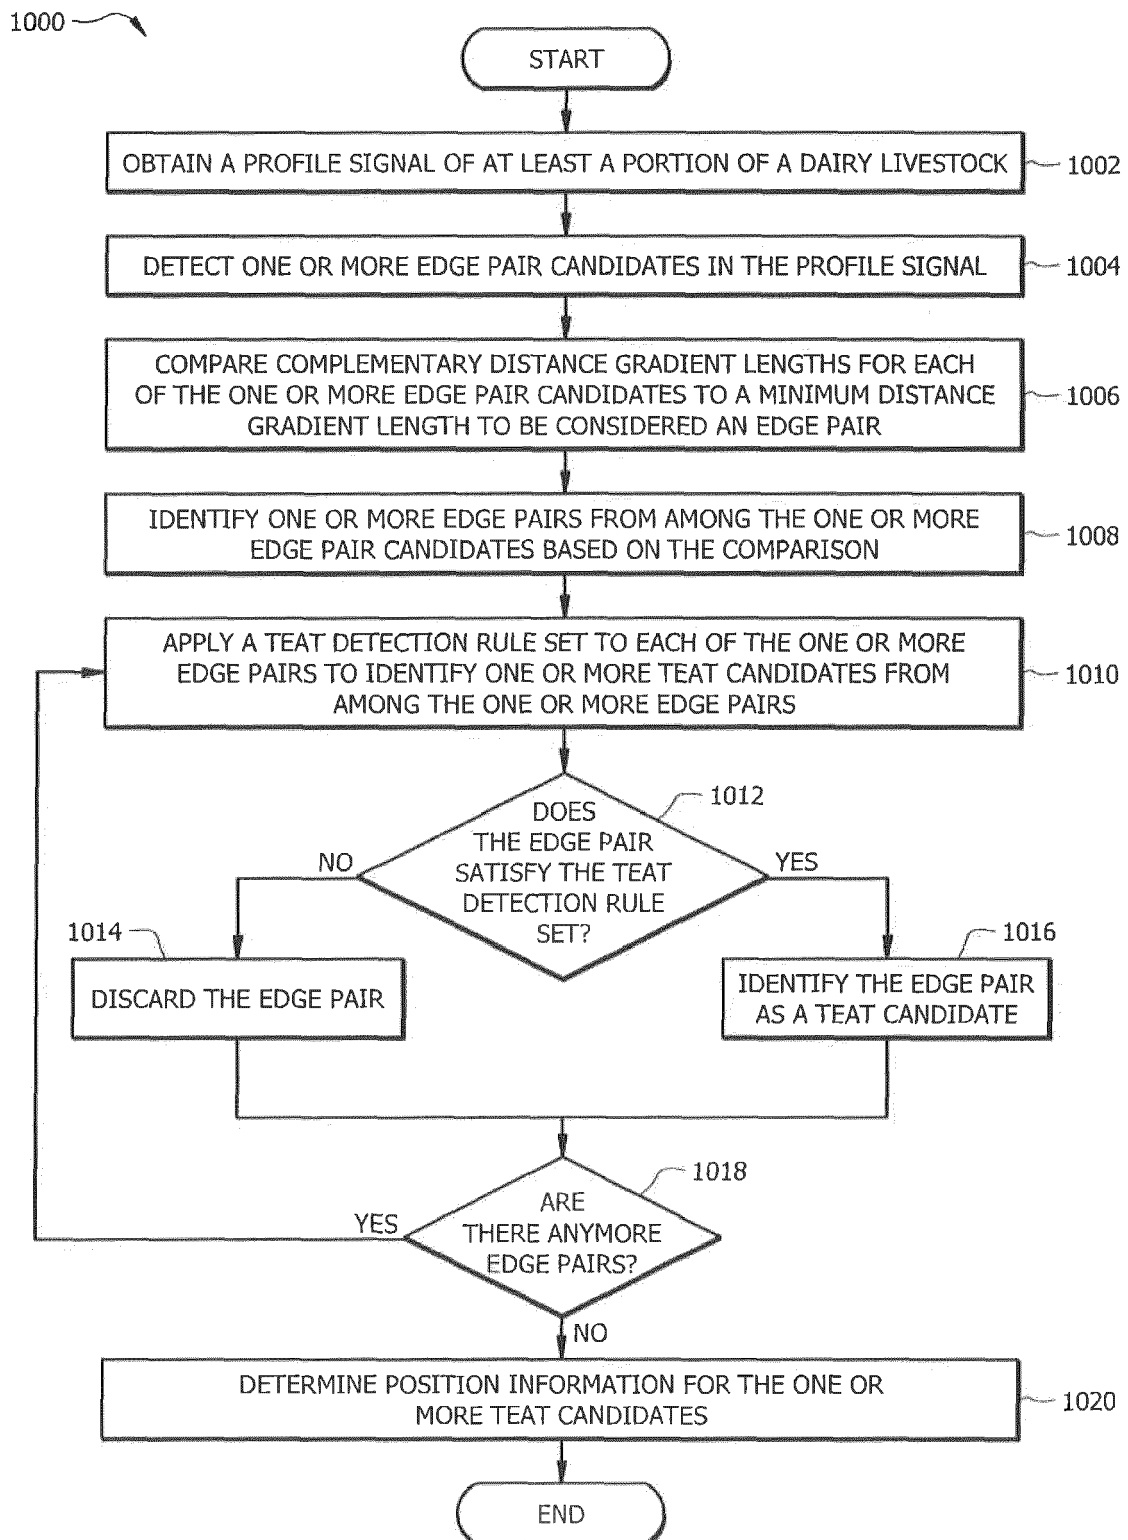 1000
START
OBTAIN A PROFILE SIGNAL OF AT LEAST A PORTION OF A DAIRY LIVESTOCK
1002
DETECT ONE OR MORE EDGE PAIR CANDIDATES IN THE PROFILE SIGNAL
1004
COMPARE COMPLEMENTARY DISTANCE GRADIENT LENGTHS FOR EACH
OF THE ONE OR MORE EDGE PAIR CANDIDATES TO A MINIMUM DISTANCE
GRADIENT LENGTH TO BE CONSIDERED AN EDGE PAIR
1006
IDENTIFY ONE OR MORE EDGE PAIRS FROM AMONG THE ONE OR MORE
EDGE PAIR CANDIDATES BASED ON THE COMPARISON
1008
APPLY A TEAT DETECTION RULE SET TO EACH OF THE ONE OR MORE
EDGE PAIRS TO IDENTIFY ONE OR MORE TEAT CANDIDATES FROM
AMONG THE ONE OR MORE EDGE PAIRS
1010
DOES
THE EDGE PAIR
SATISFY THE TEAT
DETECTION RULE
SET?
1012
NO
YES
1014
DISCARD THE EDGE PAIR
1016
IDENTIFY THE EDGE PAIR
AS A TEAT CANDIDATE
ARE
THERE ANYMORE
EDGE PAIRS?
1018
YES
NO
DETERMINE POSITION INFORMATION FOR THE ONE OR
MORE TEAT CANDIDATES
1020
END